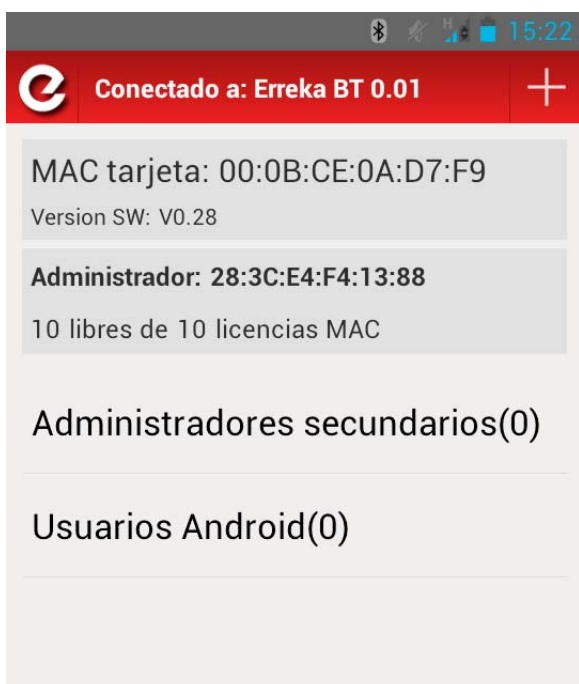 H 15:22
e Conectado a: Erreka BT 0.01 +
MAC tarjeta: 00:0B:CE:0A:D7:F9
Version SW: V0.28
Administrador: 28:3C:E4:F4:13:88
10 libres de 10 licencias MAC
Administradores secundarios(0)
Usuarios Android(0)